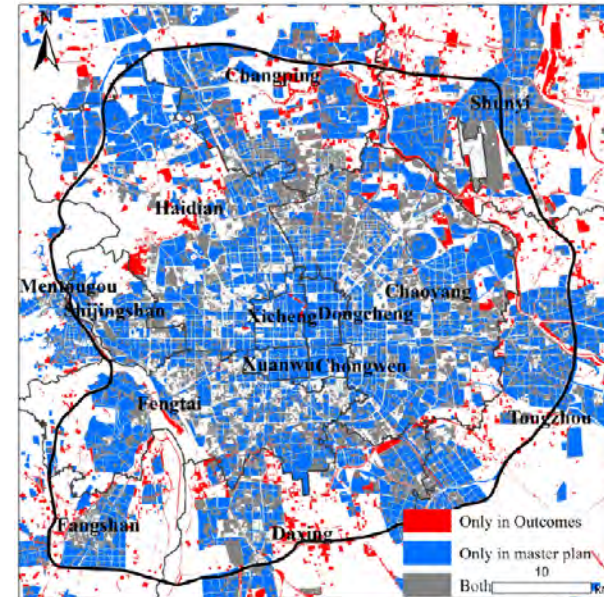 N
Changping
Shunyi
Haidian
Mentougou
Shijingshan
Chaoyang
Xicheng
Dongcheng
Xuanwu
Chongwen
Fengtai
Tougzhou
Fangshan
Daxing
Only in Outcomes
Only in master plan
Both
10